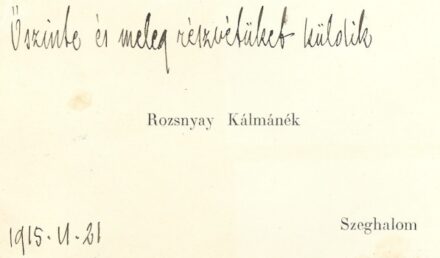 Őszinte és meleg részvétüket küldik
Rozsnyay Kálmánék
Szeghalom
1915. II. 21